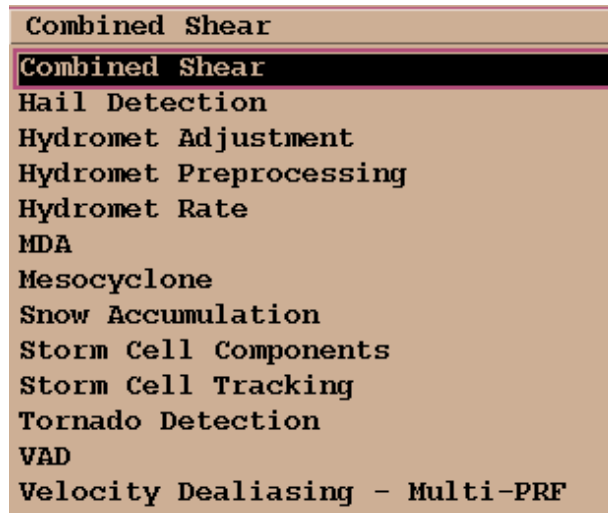 Combined Shear
Combined Shear
Hail Detection
Hydromet Adjustment
Hydromet Preprocessing
Hydromet Rate
MDA
Mesocyclone
Snow Accumulation
Storm Cell Components
Storm Cell Tracking
Tornado Detection
VAD
Velocity Dealiasing - Multi-PRF